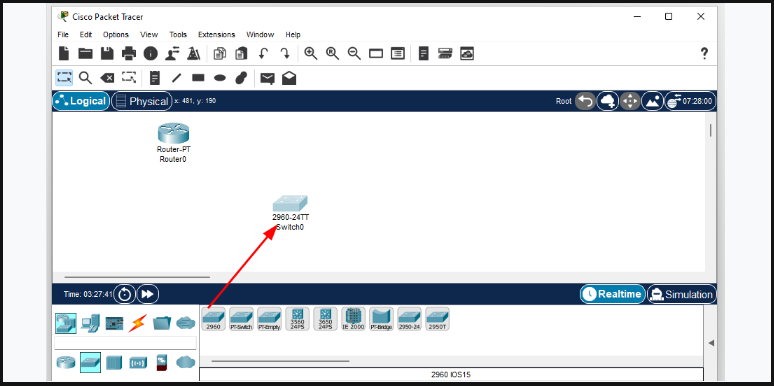 Cisco Packet Tracer
File Edit Options View Tools Extensions Window Help
Logical Physical x: 481, y: 190 Root 07:28:00
Router-PT
Router0
2960-24TT
Switch0
Time: 03:27:41 Realtime Simulation
2960 PT-Switch PT-Empty 3560 24PS 3650 24PS IE 2000 PT-Bridge 2950-24 2950T
2960 IOS15